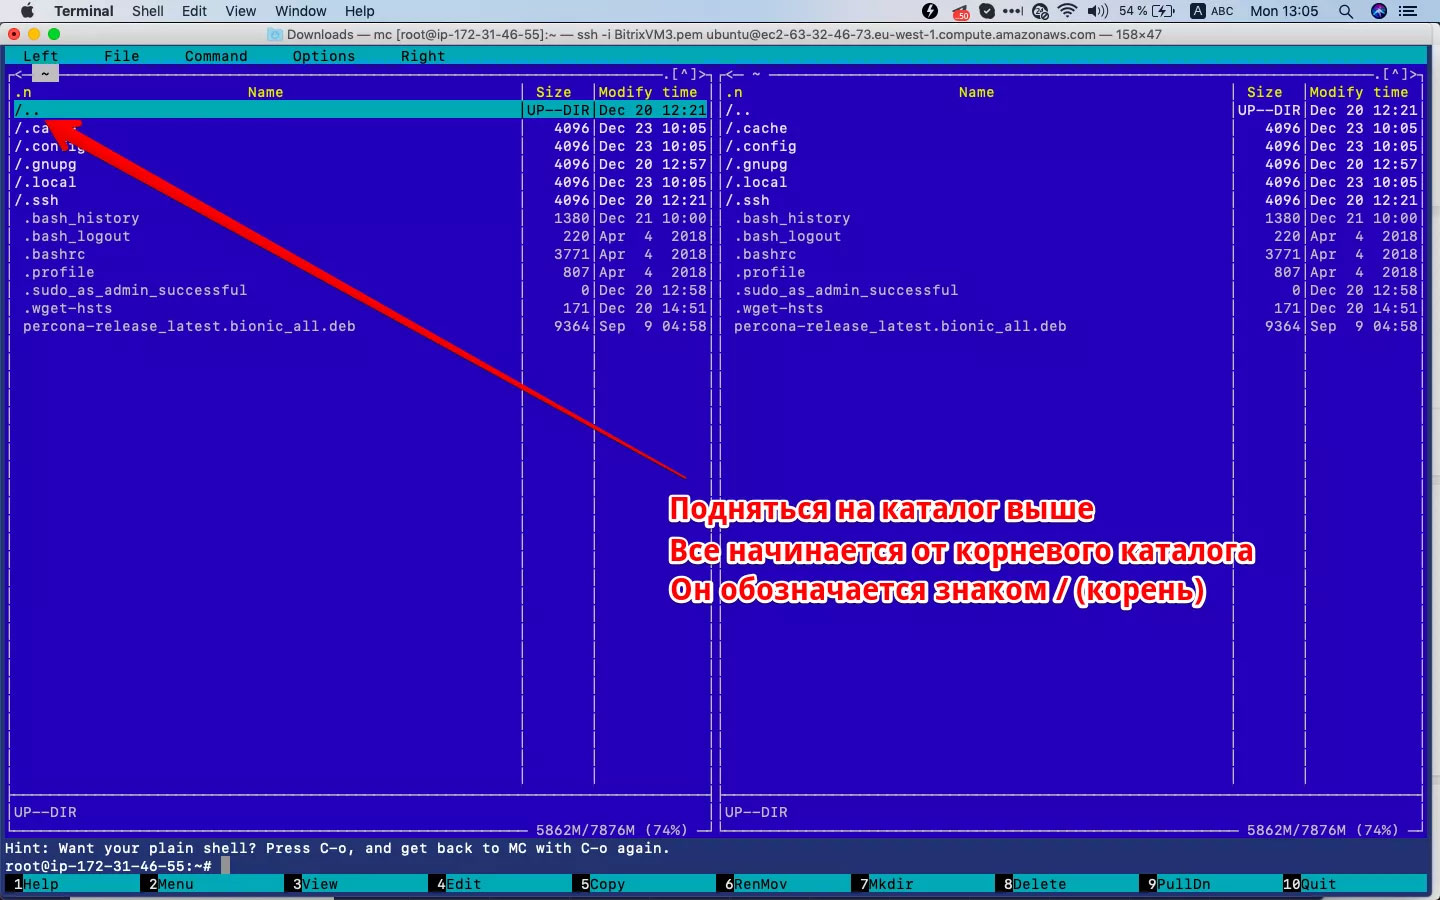 Terminal Shell Edit View Window Help 50 54 % A ABC Mon 13:05
Downloads — mc [root@ip-172-31-46-55]:~ — ssh -i BitrixVM3.pem ubuntu@ec2-63-32-46-73.eu-west-1.compute.amazonaws.com — 158×47
Left File Command Options Right
<— ~ .[^]> <— ~ .[^]>
.n Name Size Modify time .n Name Size Modify time
/.. UP--DIR Dec 20 12:21 /.. UP--DIR Dec 20 12:21
/.cache 4096 Dec 23 10:05 /.cache 4096 Dec 23 10:05
/.config 4096 Dec 23 10:05 /.config 4096 Dec 23 10:05
/.gnupg 4096 Dec 20 12:57 /.gnupg 4096 Dec 20 12:57
/.local 4096 Dec 23 10:05 /.local 4096 Dec 23 10:05
/.ssh 4096 Dec 20 12:21 /.ssh 4096 Dec 20 12:21
.bash_history 1380 Dec 21 10:00 .bash_history 1380 Dec 21 10:00
.bash_logout 220 Apr 4 2018 .bash_logout 220 Apr 4 2018
.bashrc 3771 Apr 4 2018 .bashrc 3771 Apr 4 2018
.profile 807 Apr 4 2018 .profile 807 Apr 4 2018
.sudo_as_admin_successful 0 Dec 20 12:58 .sudo_as_admin_successful 0 Dec 20 12:58
.wget-hsts 171 Dec 20 14:51 .wget-hsts 171 Dec 20 14:51
percona-release_latest.bionic_all.deb 9364 Sep 9 04:58 percona-release_latest.bionic_all.deb 9364 Sep 9 04:58
Подняться на каталог выше
Все начинается от корневого каталога
Он обозначается знаком / (корень)
UP--DIR UP--DIR
5862M/7876M (74%) 5862M/7876M (74%)
Hint: Want your plain shell? Press C-o, and get back to MC with C-o again.
root@ip-172-31-46-55:~#
1Help 2Menu 3View 4Edit 5Copy 6RenMov 7Mkdir 8Delete 9PullDn 10Quit